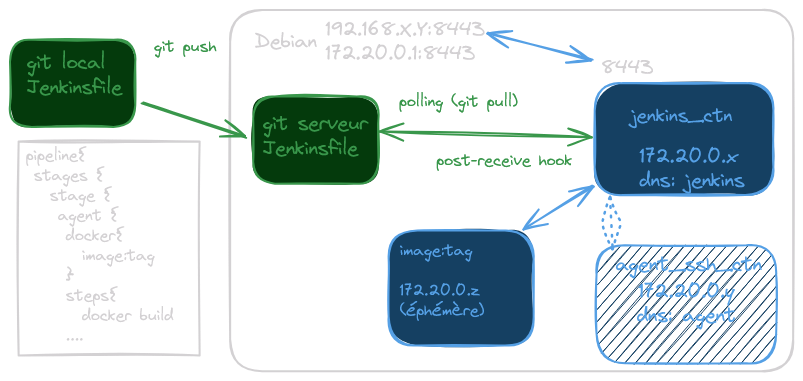 git local
Jenkinsfile
git push
Debian
192.168.X.Y:8443
172.20.0.1:8443
8443
git serveur
Jenkinsfile
polling (git pull)
post-receive hook
jenkins_ctn
172.20.0.x
dns: jenkins
pipeline{
stages {
stage {
agent {
docker{
image:tag
}
steps{
docker build
....
image:tag
172.20.0.z
(éphémère)
agent_ssh_ctn
172.20.0.y
dns: agent